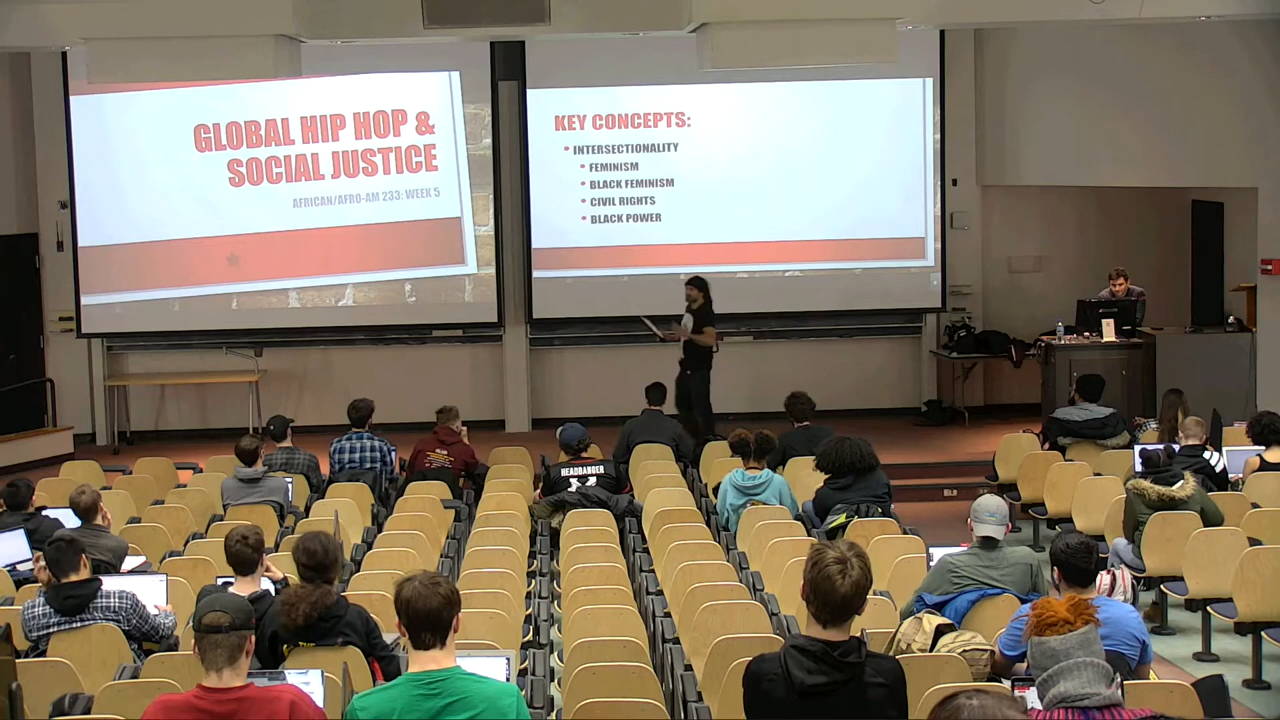 GLOBAL HIP HOP &
SOCIAL JUSTICE
AFRICAN/AFRO-AM 233: WEEK 5
KEY CONCEPTS:
• INTERSECTIONALITY
• FEMINISM
• BLACK FEMINISM
• CIVIL RIGHTS
• BLACK POWER
HEADBANGER